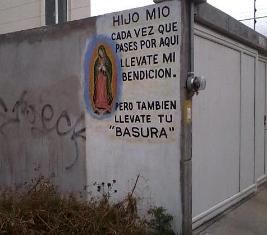 HIJO MIO
CADA VEZ QUE
PASES POR AQUI
LLEVATE MI
BENDICION.
PERO TAMBIEN
LLEVATE TU
"BASURA"